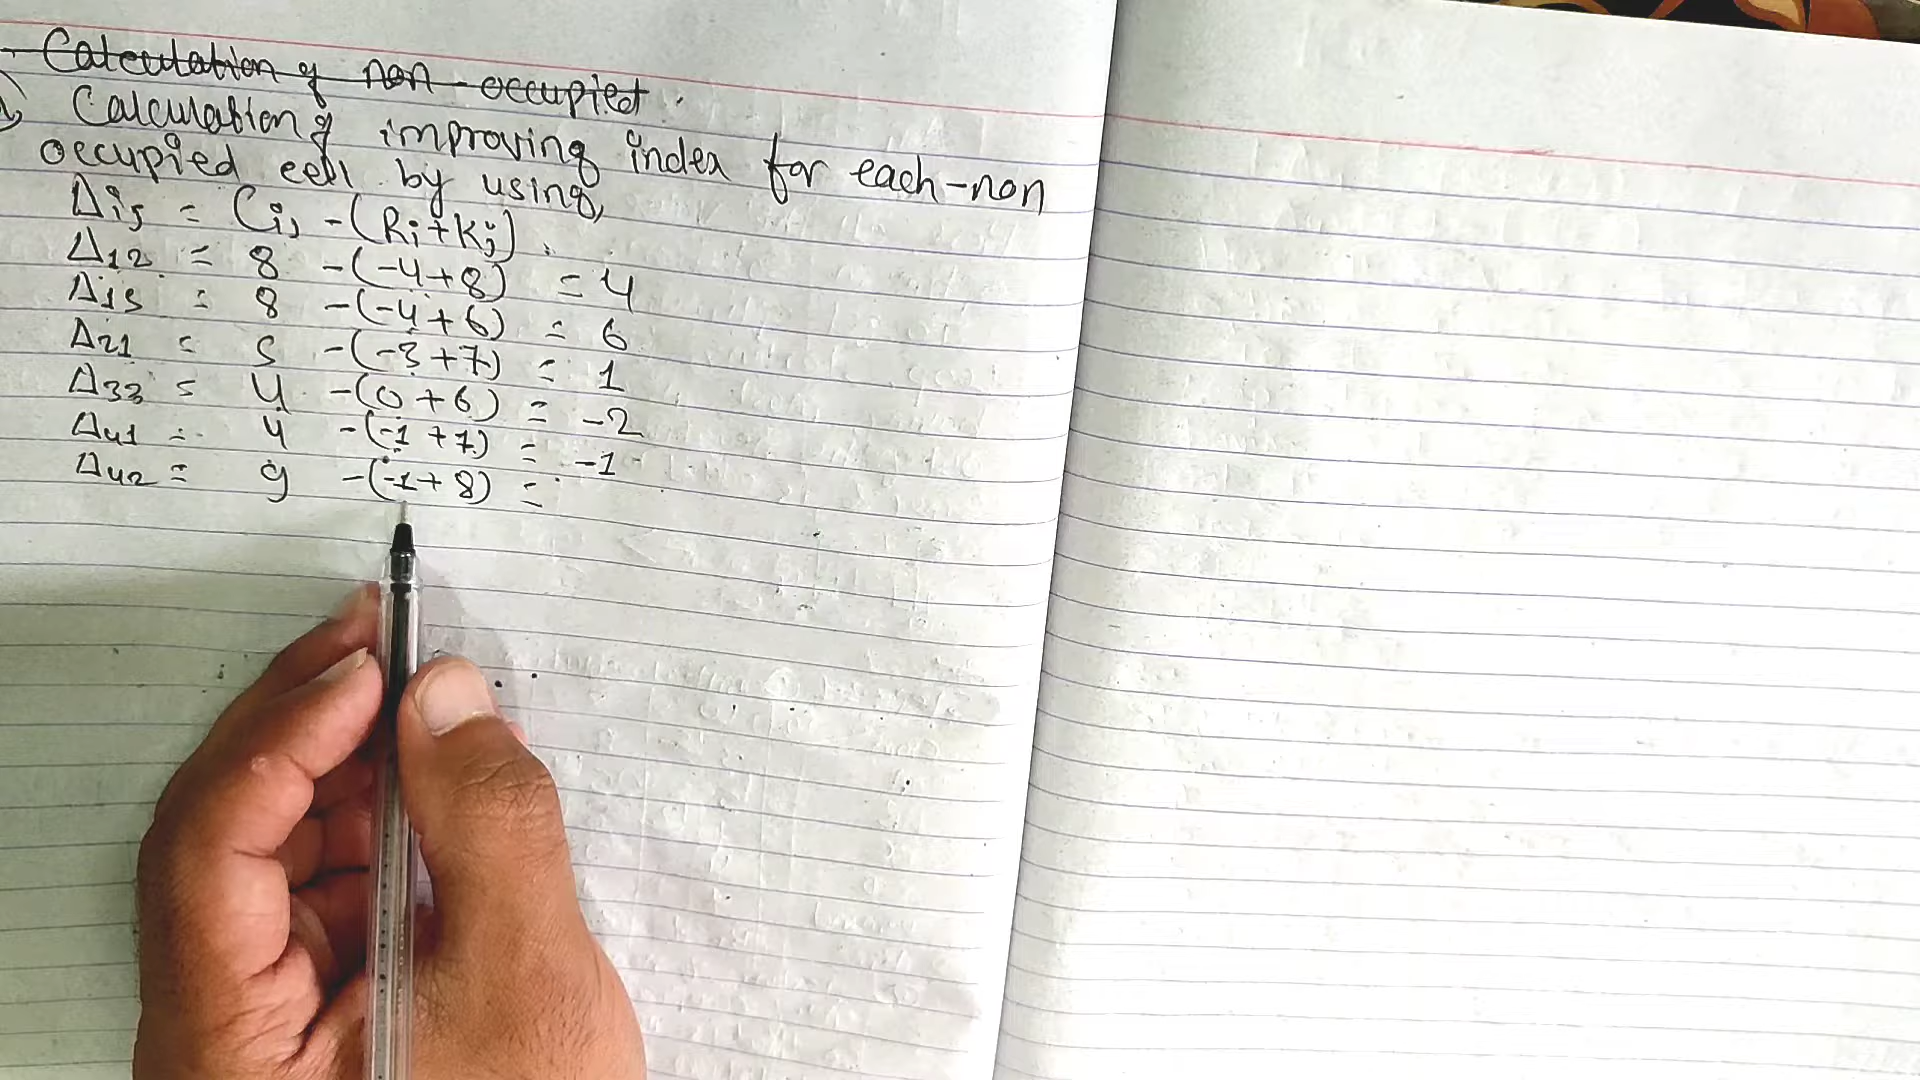 Calculation of non-occupied
Calculation of improving index for each-non
occupied cell by using,
Δij = Cij - (Ri+Kj).
Δ12 = 8 -(-4+8) = 4
Δ13 = 8 -(-4+6) = 6
Δ21 = 5 -(-3+7) = 1
Δ33 = 4 -(0+6) = -2
Δ41 = 4 -(-1+7) = -1
Δ42 = 9 -(-1+8) =